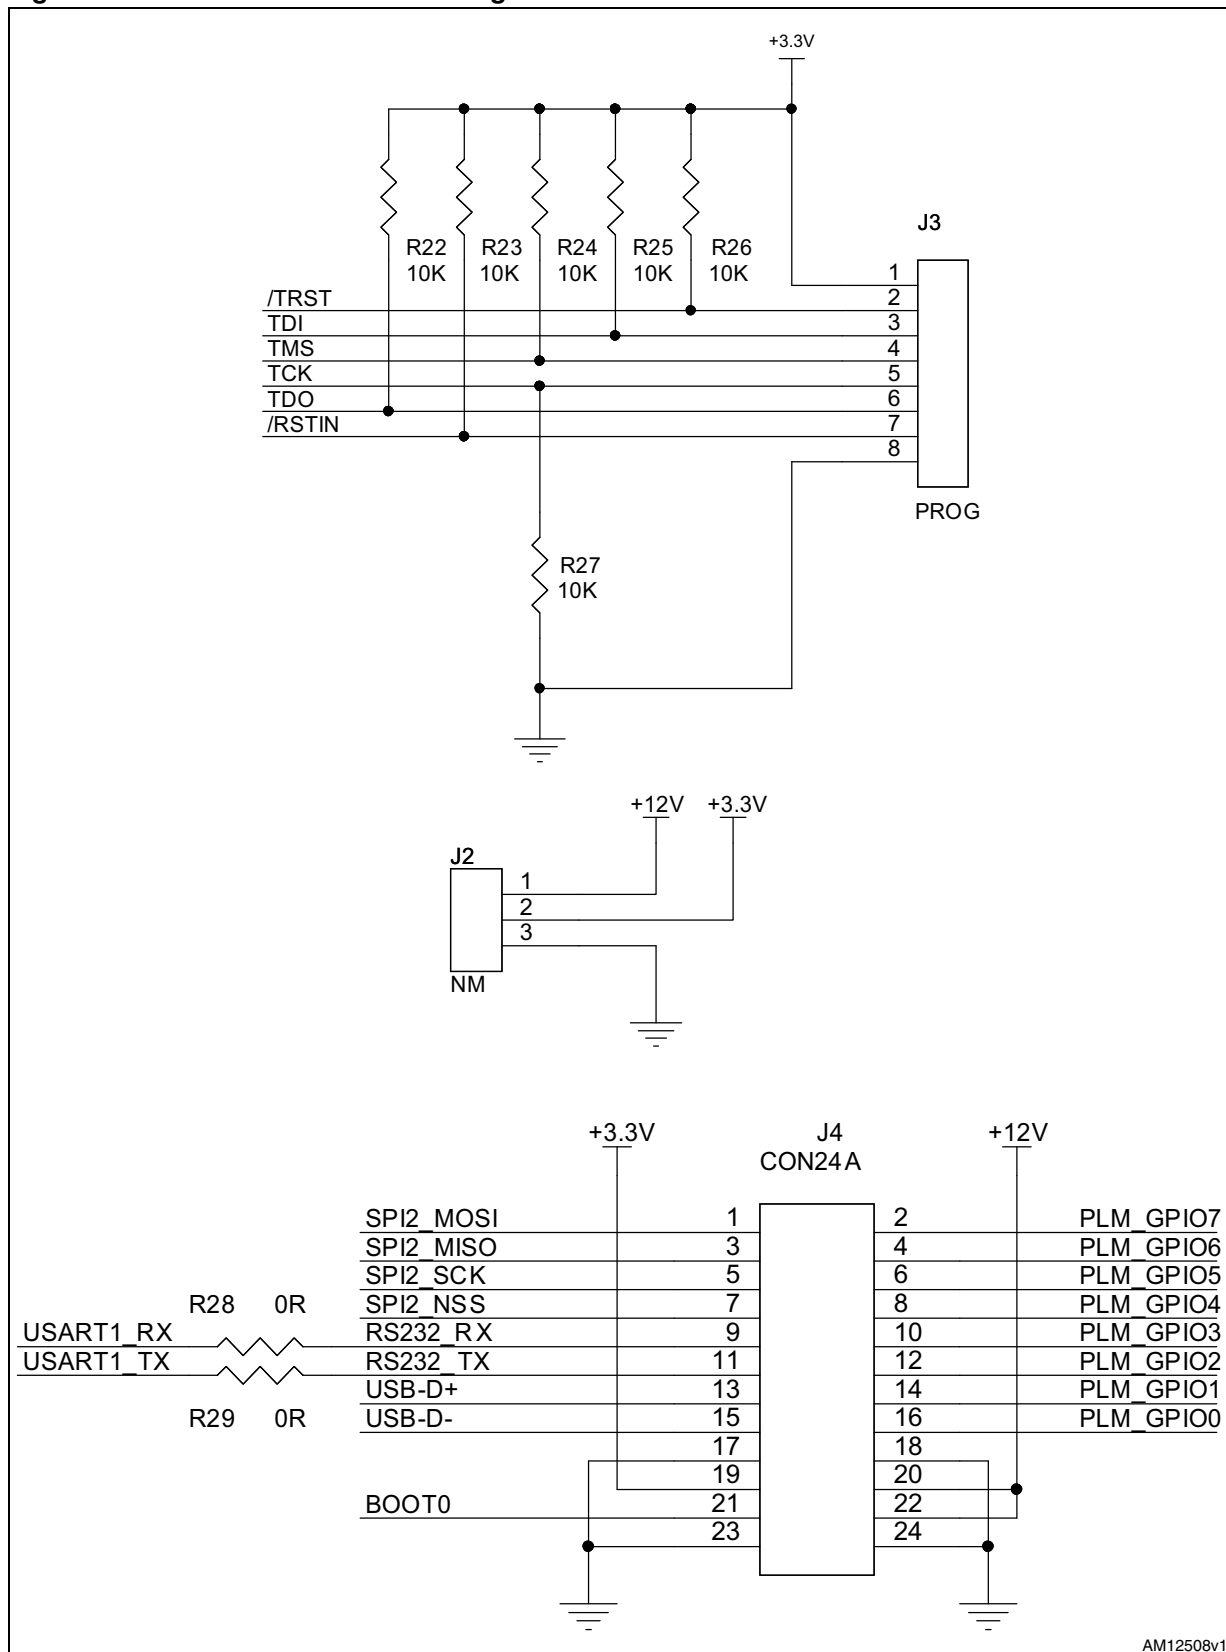 +3.3V
J3
R22 R23 R24 R25 R26
10K 10K 10K 10K 10K
1
/TRST 2
TDI 3
TMS 4
TCK 5
TDO 6
/RSTIN 7
8
PROG
R27
10K
+12V +3.3V
J2
1
2
3
NM
+3.3V J4 +12V
CON24A
SPI2_MOSI 1 2 PLM_GPIO7
SPI2_MISO 3 4 PLM_GPIO6
SPI2_SCK 5 6 PLM_GPIO5
R28 0R SPI2_NSS 7 8 PLM_GPIO4
USART1_RX RS232_RX 9 10 PLM_GPIO3
USART1_TX RS232_TX 11 12 PLM_GPIO2
USB-D+ 13 14 PLM_GPIO1
R29 0R USB-D- 15 16 PLM_GPIO0
17 18
19 20
BOOT0 21 22
23 24
AM12508v1